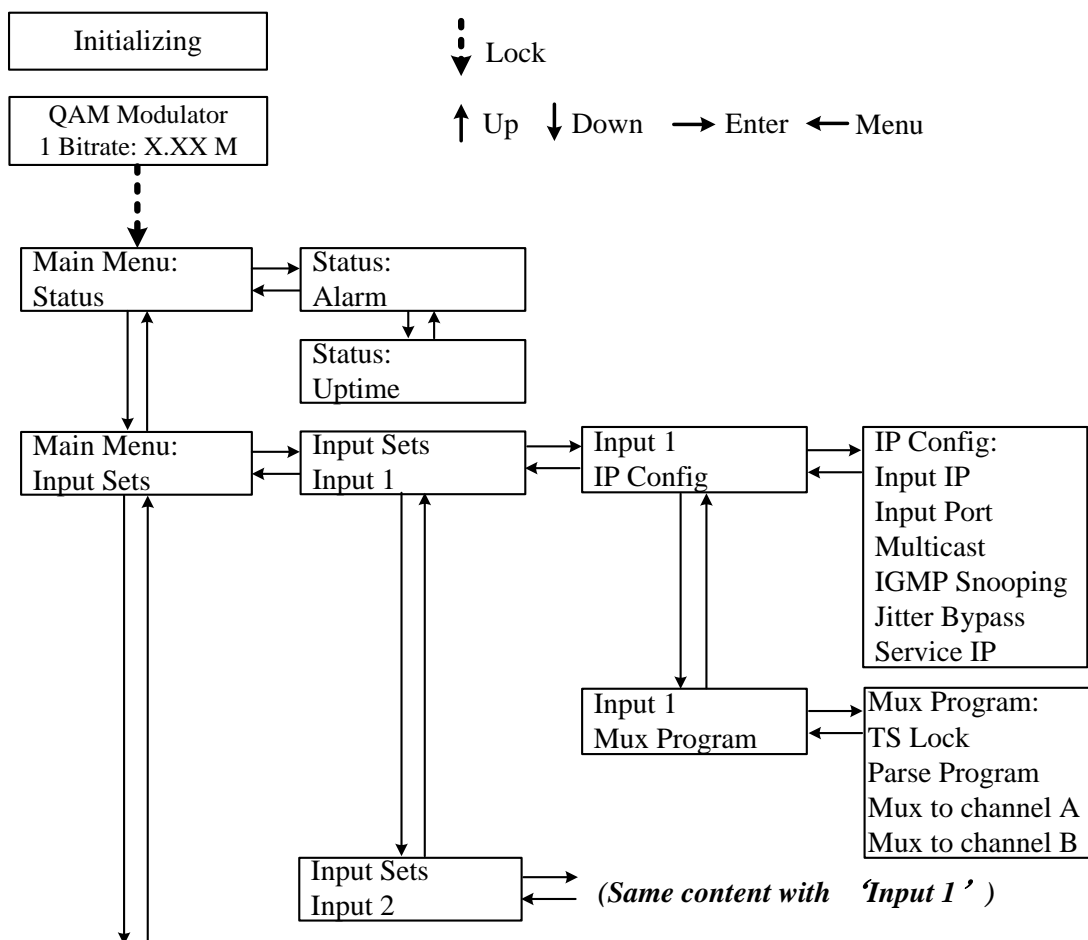 Initializing
Lock
QAM Modulator
1 Bitrate: X.XX M
Up
Down
Enter
Menu
Main Menu:
Status
Status:
Alarm
Status:
Uptime
Main Menu:
Input Sets
Input Sets
Input 1
Input 1
IP Config
IP Config:
Input IP
Input Port
Multicast
IGMP Snooping
Jitter Bypass
Service IP
Input 1
Mux Program
Mux Program:
TS Lock
Parse Program
Mux to channel A
Mux to channel B
Input Sets
Input 2
(Same content with ‘Input 1’)